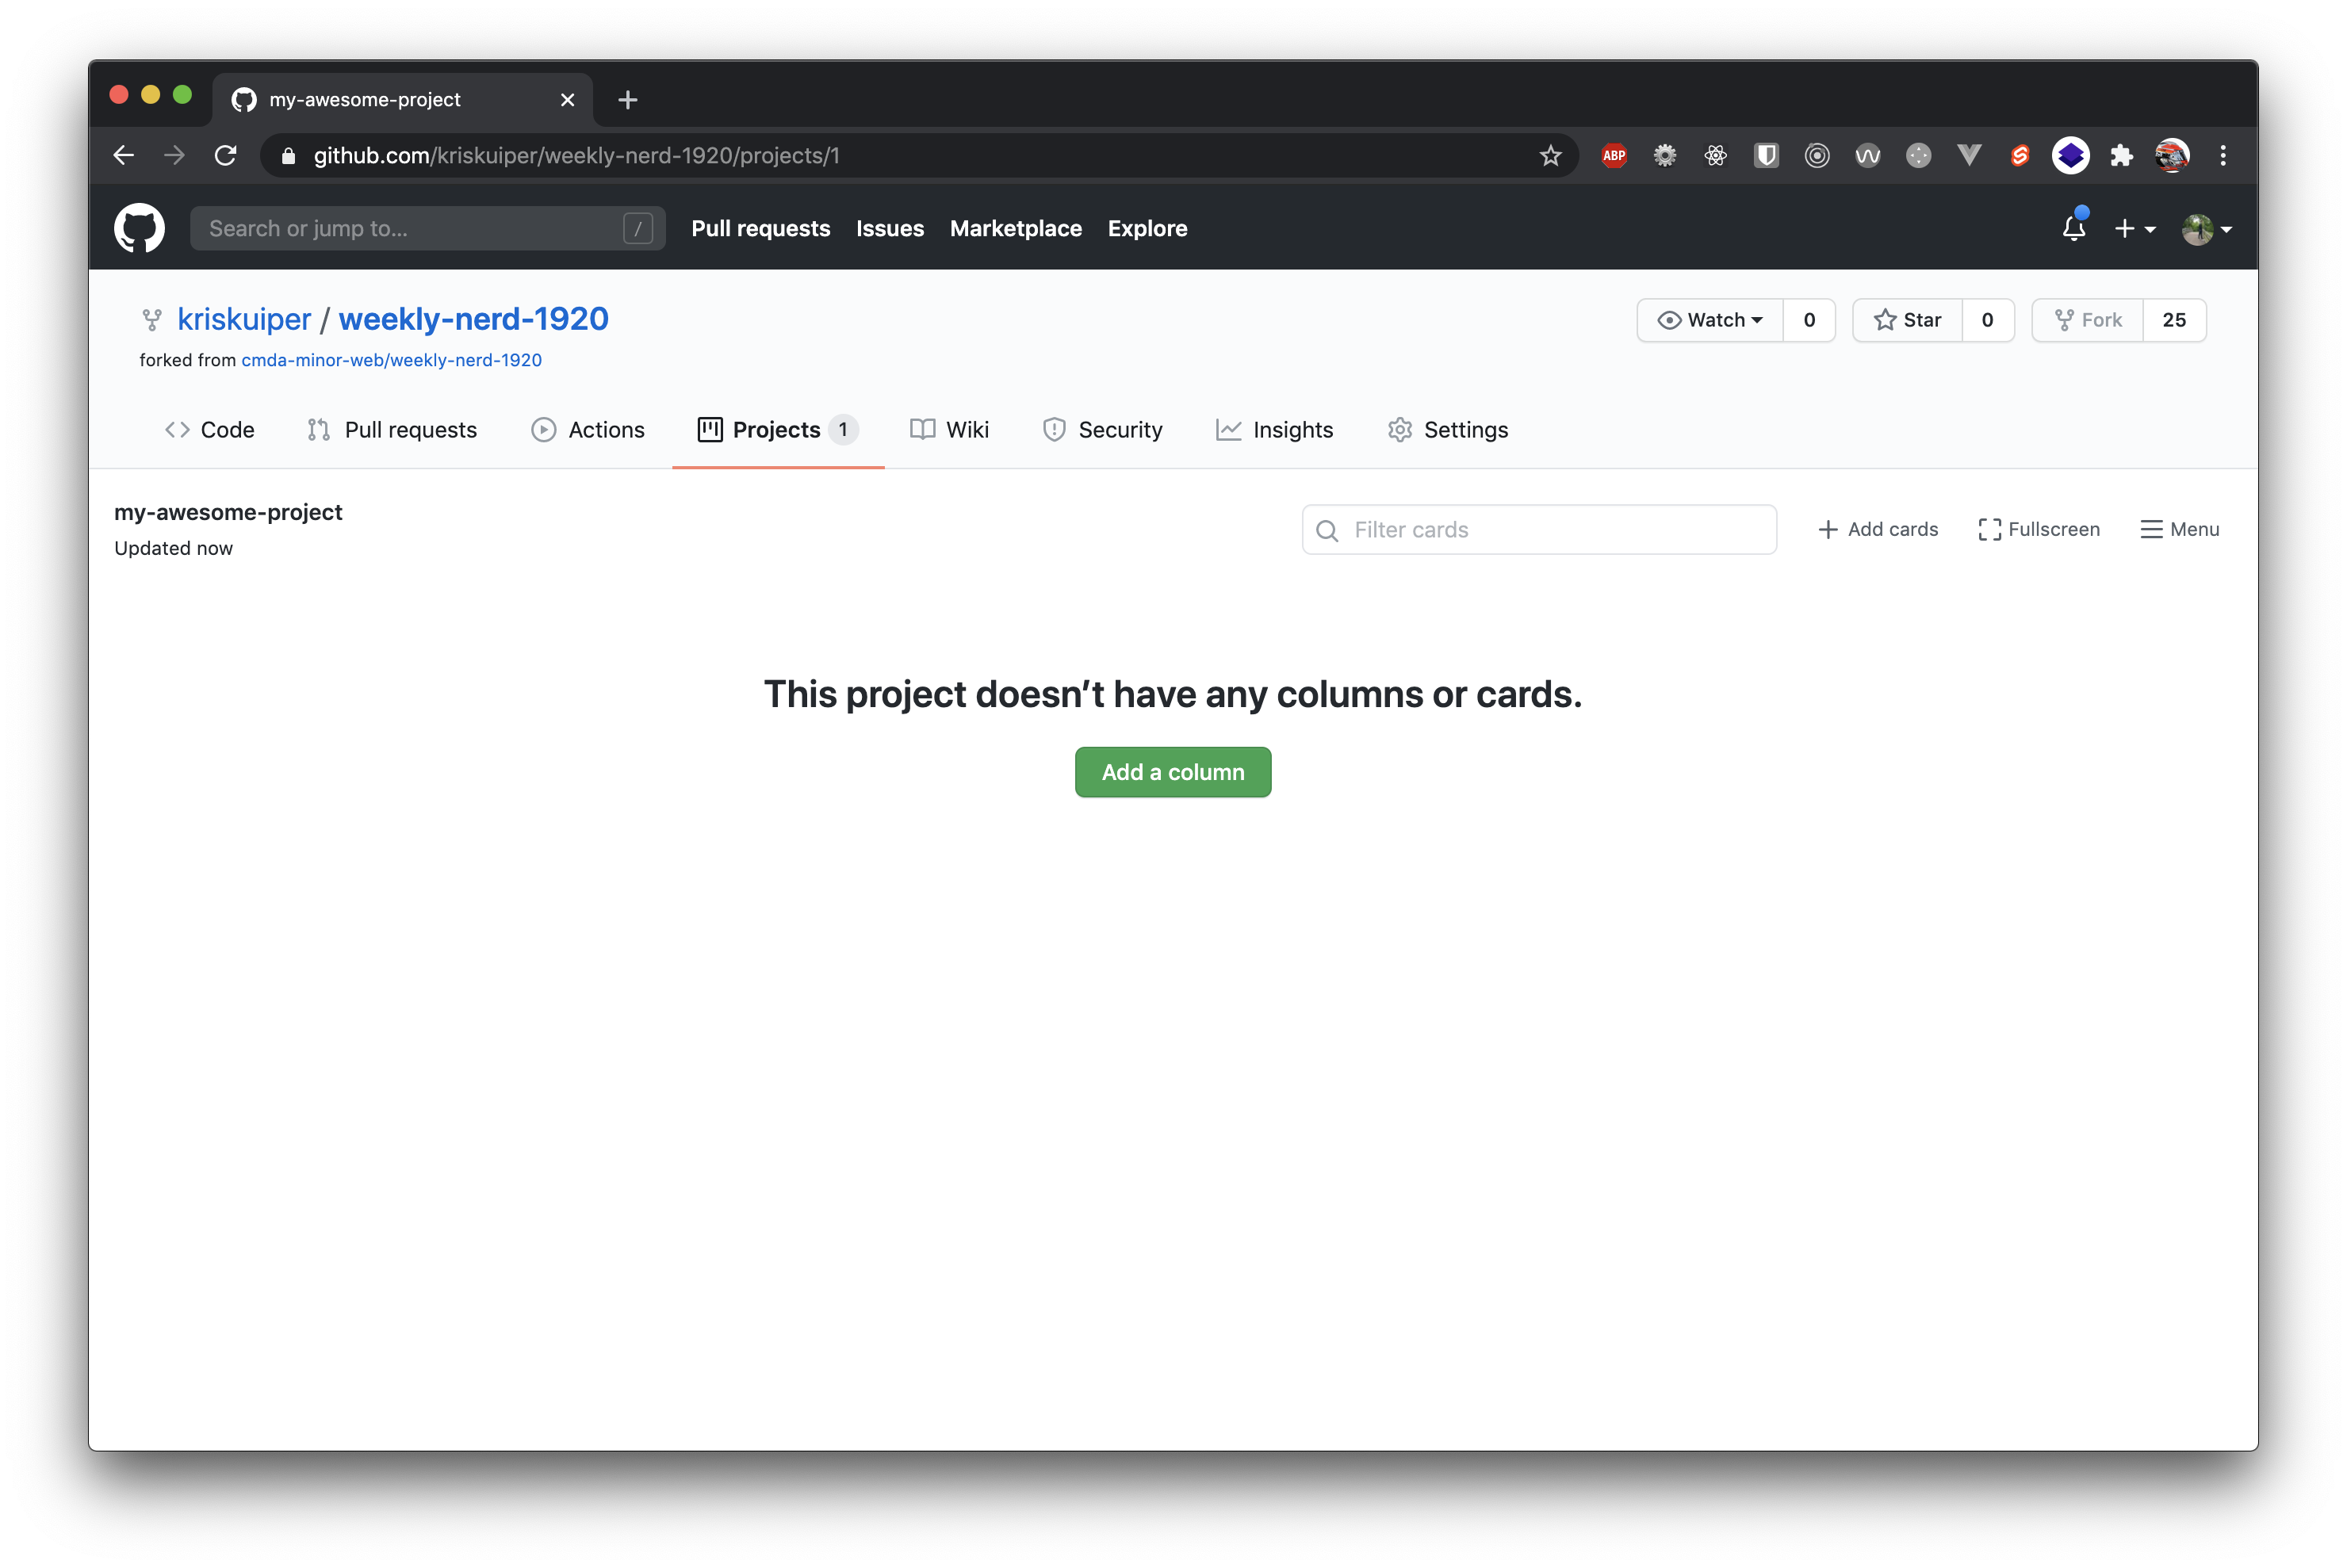 my-awesome-project
github.com/kriskuiper/weekly-nerd-1920/projects/1
ABP
Search or jump to...
/
Pull requests Issues Marketplace Explore
kriskuiper / weekly-nerd-1920
Watch 0 Star 0 Fork 25
forked from cmda-minor-web/weekly-nerd-1920
Code Pull requests Actions Projects 1 Wiki Security Insights Settings
my-awesome-project
Updated now
Filter cards
Add cards Fullscreen Menu
This project doesn’t have any columns or cards.
Add a column